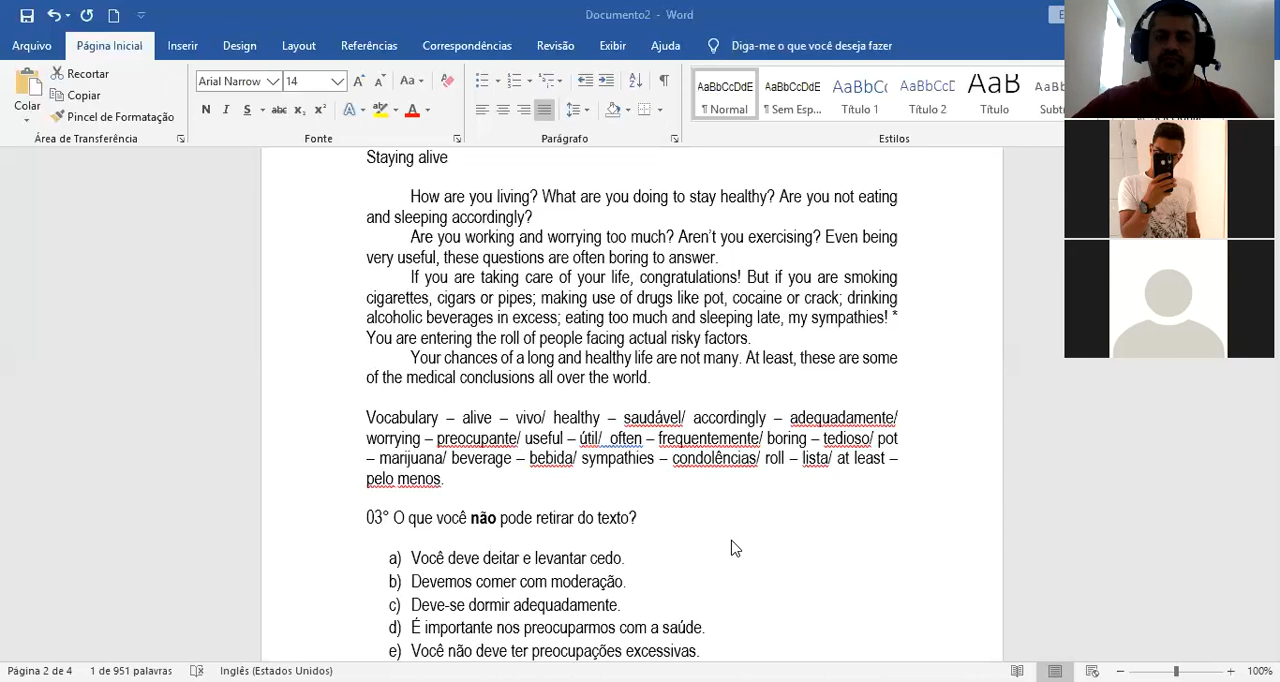 Documento2 - Word
Arquivo Página Inicial Inserir Design Layout Referências Correspondências Revisão Exibir Ajuda Diga-me o que você deseja fazer
Colar
Recortar
Copiar
Pincel de Formatação
Área de Transferência
Arial Narrow 14
Aa
N I S abc x₂ x²
Fonte
Parágrafo
AaBbCcDdE AaBbCcDdE AaBbCc AaBbCcD AaB AaBbCcD
¶ Normal ¶ Sem Esp... Título 1 Título 2 Título Subt
Estilos
Staying alive
How are you living? What are you doing to stay healthy? Are you not eating
and sleeping accordingly?
Are you working and worrying too much? Aren't you exercising? Even being
very useful, these questions are often boring to answer.
If you are taking care of your life, congratulations! But if you are smoking
cigarettes, cigars or pipes; making use of drugs like pot, cocaine or crack; drinking
alcoholic beverages in excess; eating too much and sleeping late, my sympathies! *
You are entering the roll of people facing actual risky factors.
Your chances of a long and healthy life are not many. At least, these are some
of the medical conclusions all over the world.
Vocabulary – alive – vivo/ healthy – saudável/ accordingly – adequadamente/
worrying – preocupante/ useful – útil/ often – frequentemente/ boring – tedioso/ pot
– marijuana/ beverage – bebida/ sympathies – condolências/ roll – lista/ at least –
pelo menos.
03° O que você não pode retirar do texto?
a) Você deve deitar e levantar cedo.
b) Devemos comer com moderação.
c) Deve-se dormir adequadamente.
d) É importante nos preocuparmos com a saúde.
e) Você não deve ter preocupações excessivas.
Página 2 de 4 1 de 951 palavras Inglês (Estados Unidos) 100%